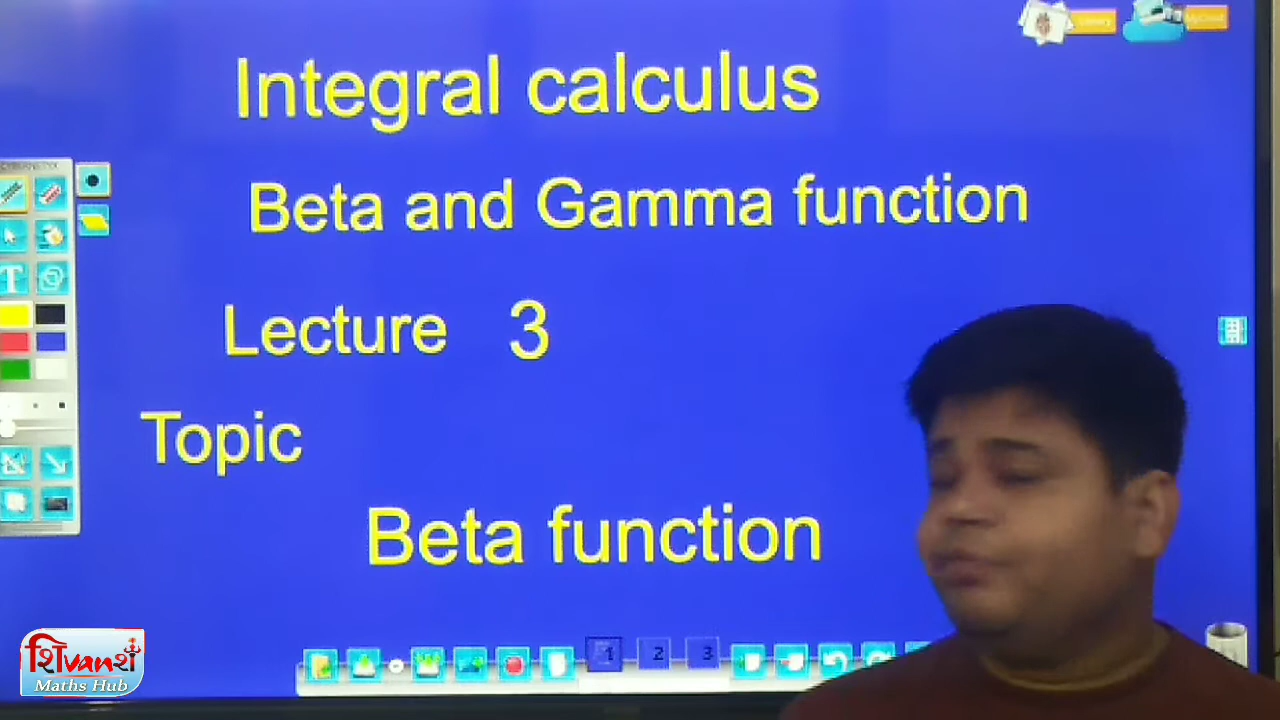 Integral calculus
Beta and Gamma function
Lecture 3
Topic
Beta function
1 2 3
शिVanशं
Maths Hub